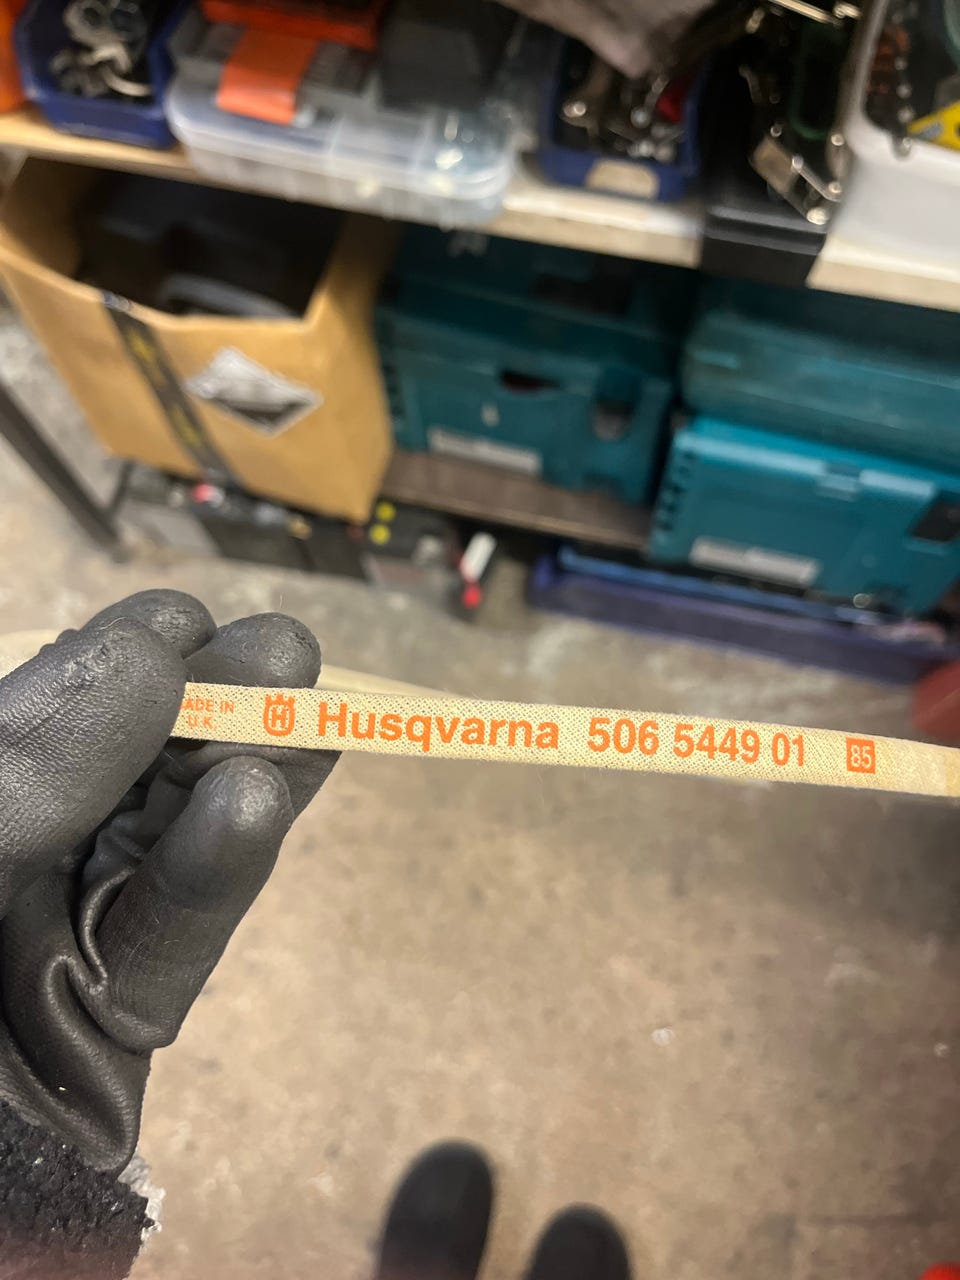 ADE IN
U.K.
H Husqvarna 506 5449 01 85